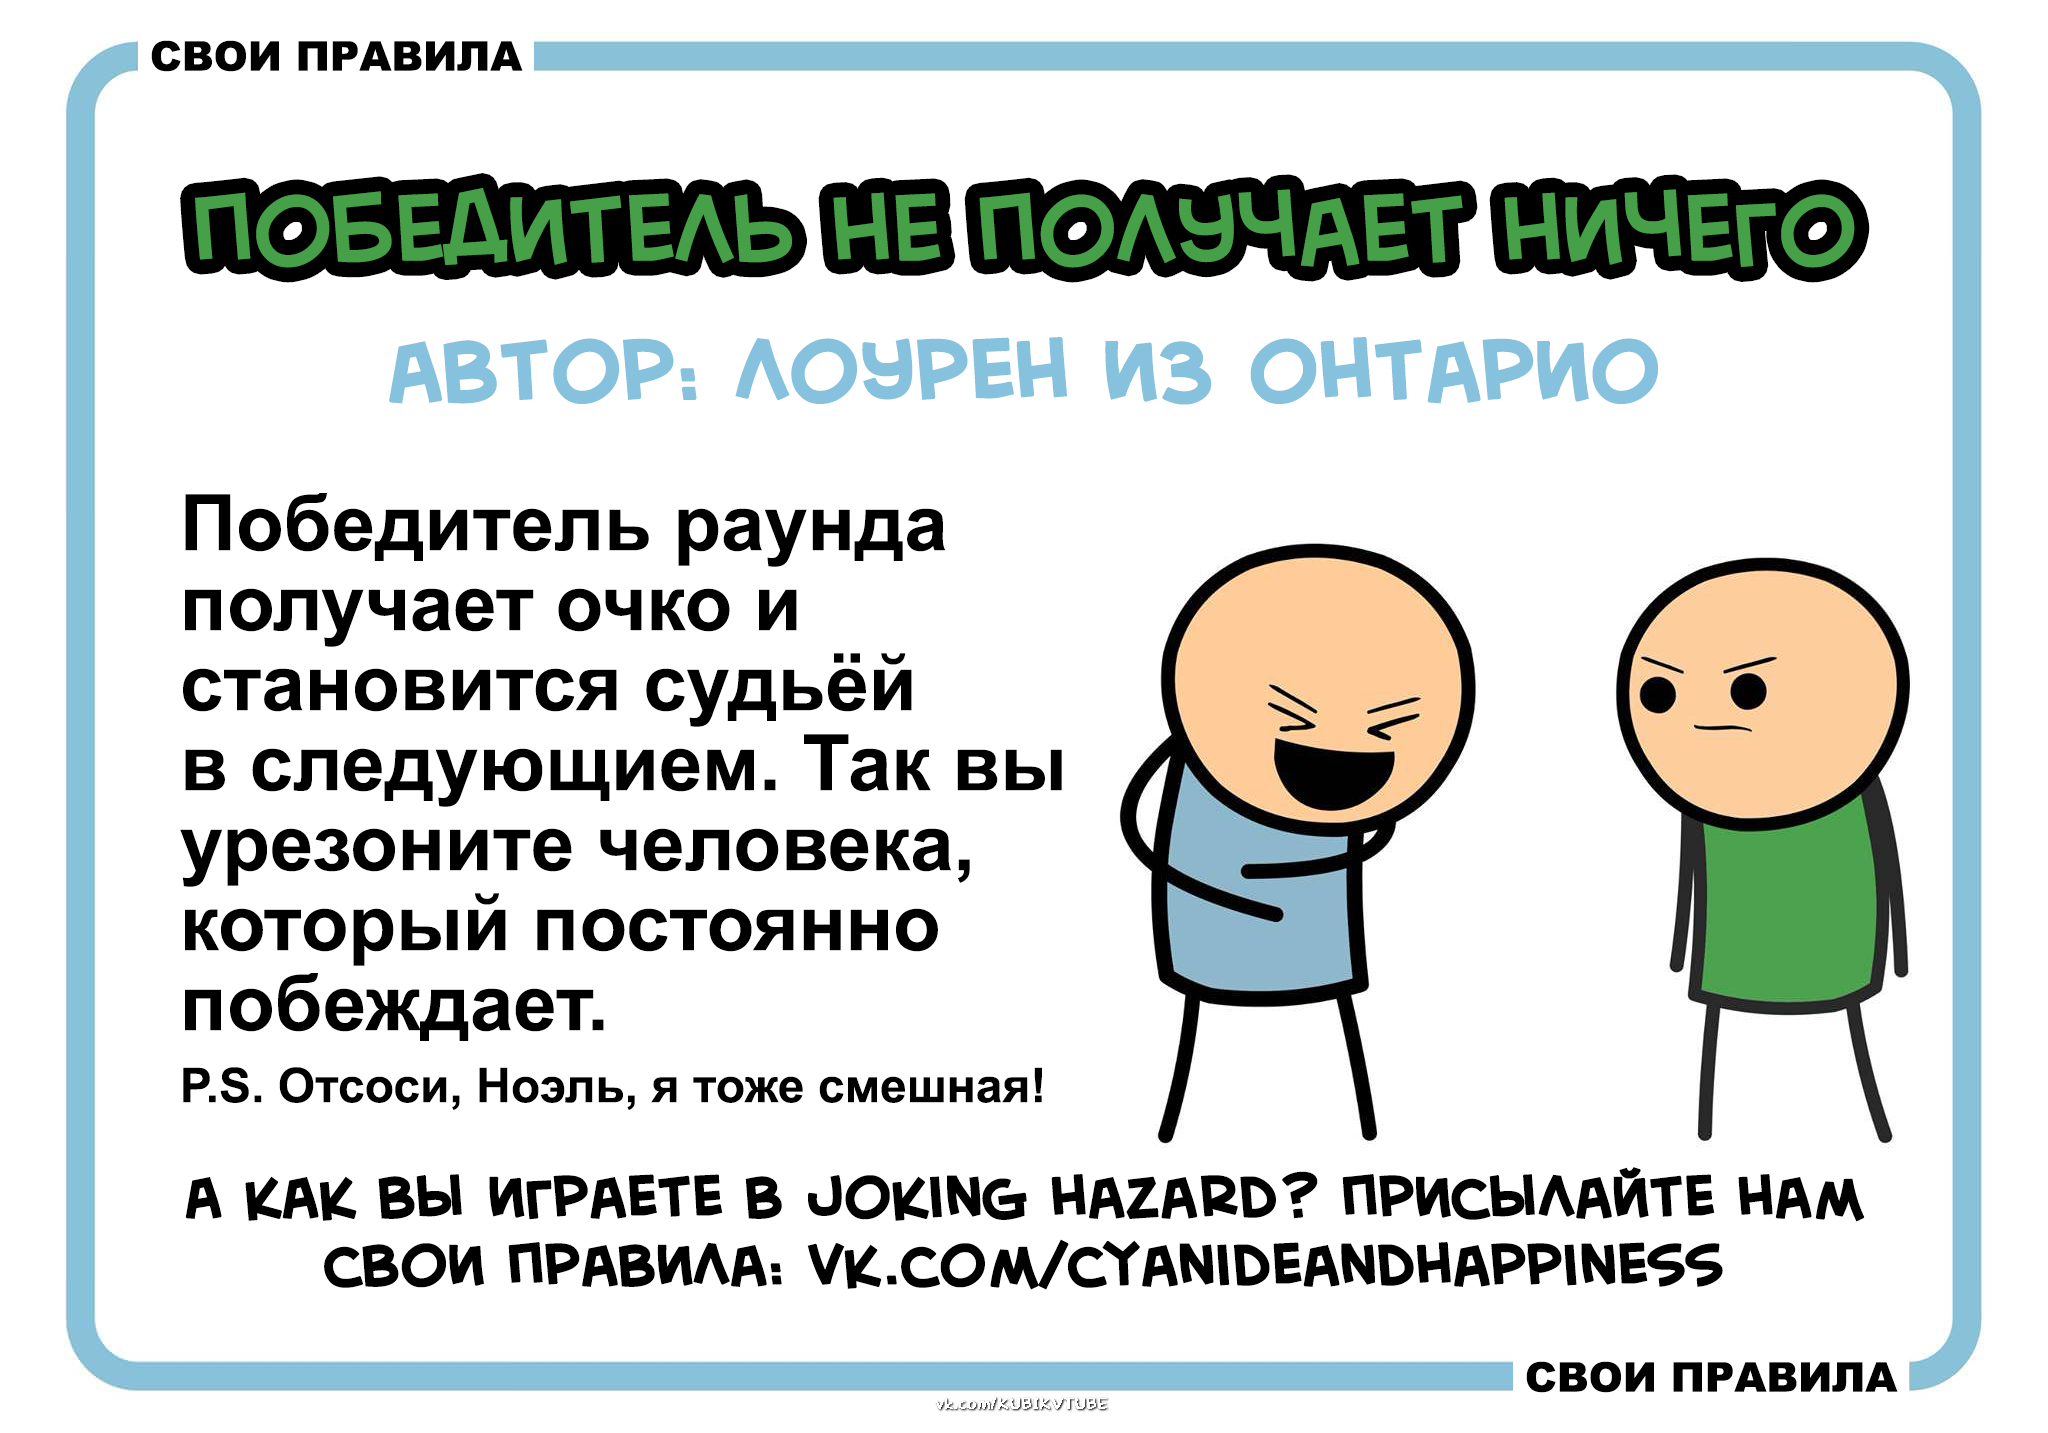 СВОИ ПРАВИЛА
ПОБЕДИТЕЛЬ НЕ ПОЛУЧАЕТ НИЧЕГО
АВТОР: ЛОУРЕН ИЗ ОНТАРИО
Победитель раунда
получает очко и
становится судьёй
в следующием. Так вы
урезоните человека,
который постоянно
побеждает.
P.S. Отсоси, Ноэль, я тоже смешная!
А КАК ВЫ ИГРАЕТЕ В JOKING HAZARD? ПРИСЫЛАЙТЕ НАМ
СВОИ ПРАВИЛА: VK.COM/CYANIDEANDHAPPINESS
СВОИ ПРАВИЛА
vk.com/KUBIKVTUBE